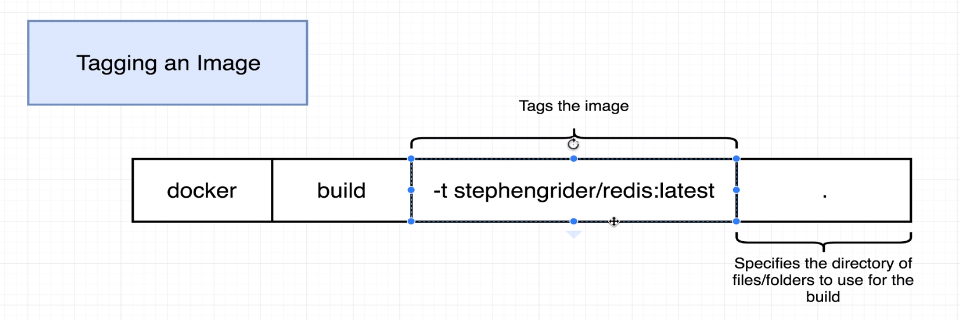 Tagging an Image
Tags the image
docker build -t stephengrider/redis:latest .
Specifies the directory of
files/folders to use for the
build